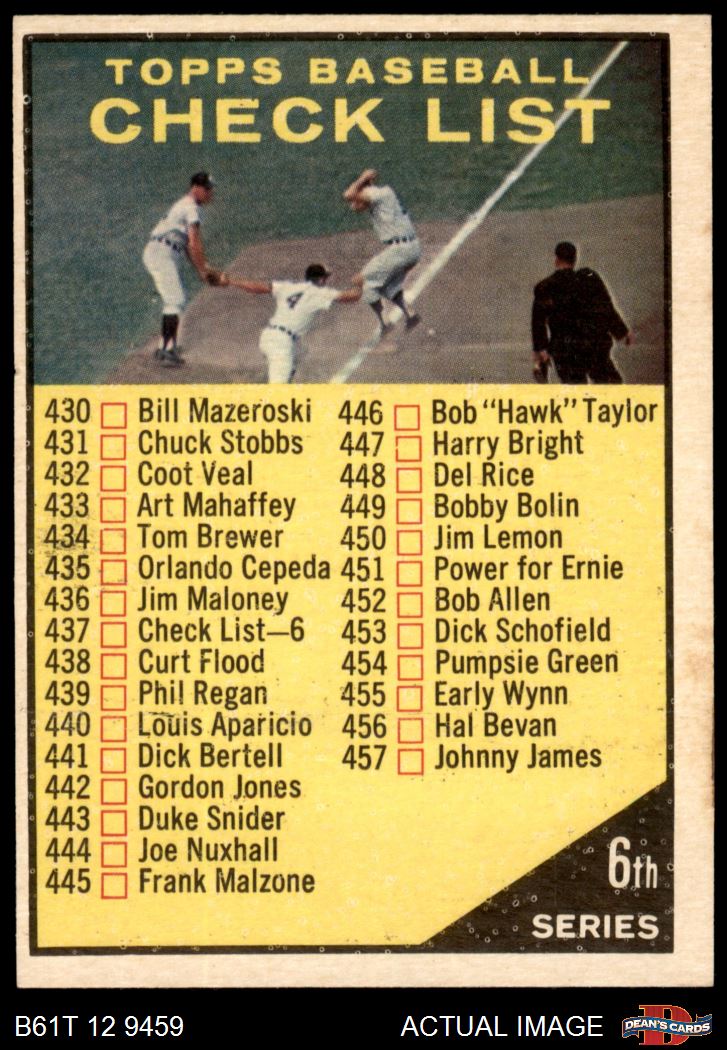 TOPPS BASEBALL
CHECK LIST
4
430 Bill Mazeroski
431 Chuck Stobbs
432 Coot Veal
433 Art Mahaffey
434 Tom Brewer
435 Orlando Cepeda
436 Jim Maloney
437 Check List—6
438 Curt Flood
439 Phil Regan
440 Louis Aparicio
441 Dick Bertell
442 Gordon Jones
443 Duke Snider
444 Joe Nuxhall
445 Frank Malzone
446 Bob "Hawk" Taylor
447 Harry Bright
448 Del Rice
449 Bobby Bolin
450 Jim Lemon
451 Power for Ernie
452 Bob Allen
453 Dick Schofield
454 Pumpsie Green
455 Early Wynn
456 Hal Bevan
457 Johnny James
6th
SERIES
B61T 12 9459
ACTUAL IMAGE
D
DEAN'S CARDS